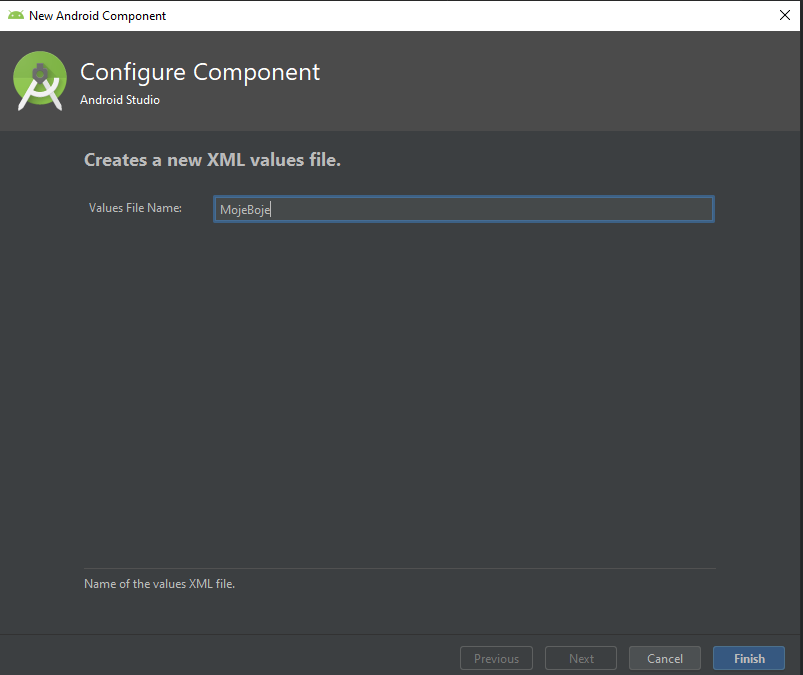 New Android Component
Configure Component
Android Studio
Creates a new XML values file.
Values File Name: MojeBoje
Name of the values XML file.
Previous Next Cancel Finish